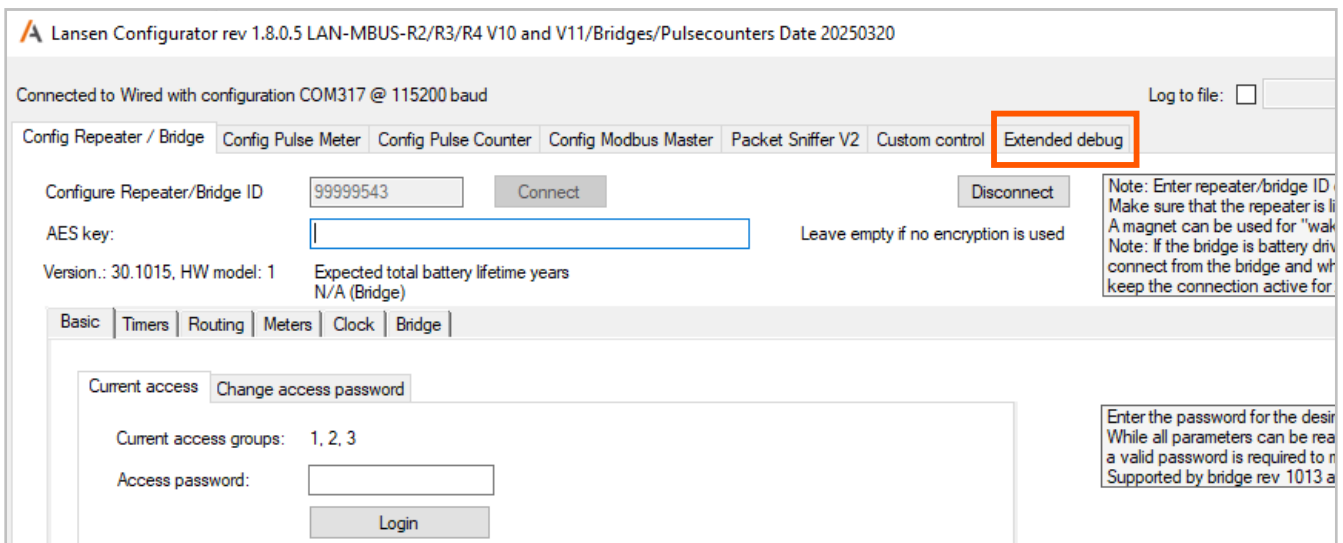 Lansen Configurator rev 1.8.0.5 LAN-MBUS-R2/R3/R4 V10 and V11/Bridges/Pulsecounters Date 20250320
Connected to Wired with configuration COM317 @ 115200 baud
Log to file:
Config Repeater / Bridge Config Pulse Meter Config Pulse Counter Config Modbus Master Packet Sniffer V2 Custom control Extended debug
Configure Repeater/Bridge ID 99999543 Connect Disconnect
AES key: Leave empty if no encryption is used
Note: Enter repeater/bridge ID
Make sure that the repeater is li
A magnet can be used for "wak
Note: If the bridge is battery driv
connect from the bridge and wh
keep the connection active for
Version.: 30.1015, HW model: 1 Expected total battery lifetime years
N/A (Bridge)
Basic Timers Routing Meters Clock Bridge
Current access Change access password
Current access groups: 1, 2, 3
Access password:
Login
Enter the password for the desir
While all parameters can be rea
a valid password is required to
Supported by bridge rev 1013 a